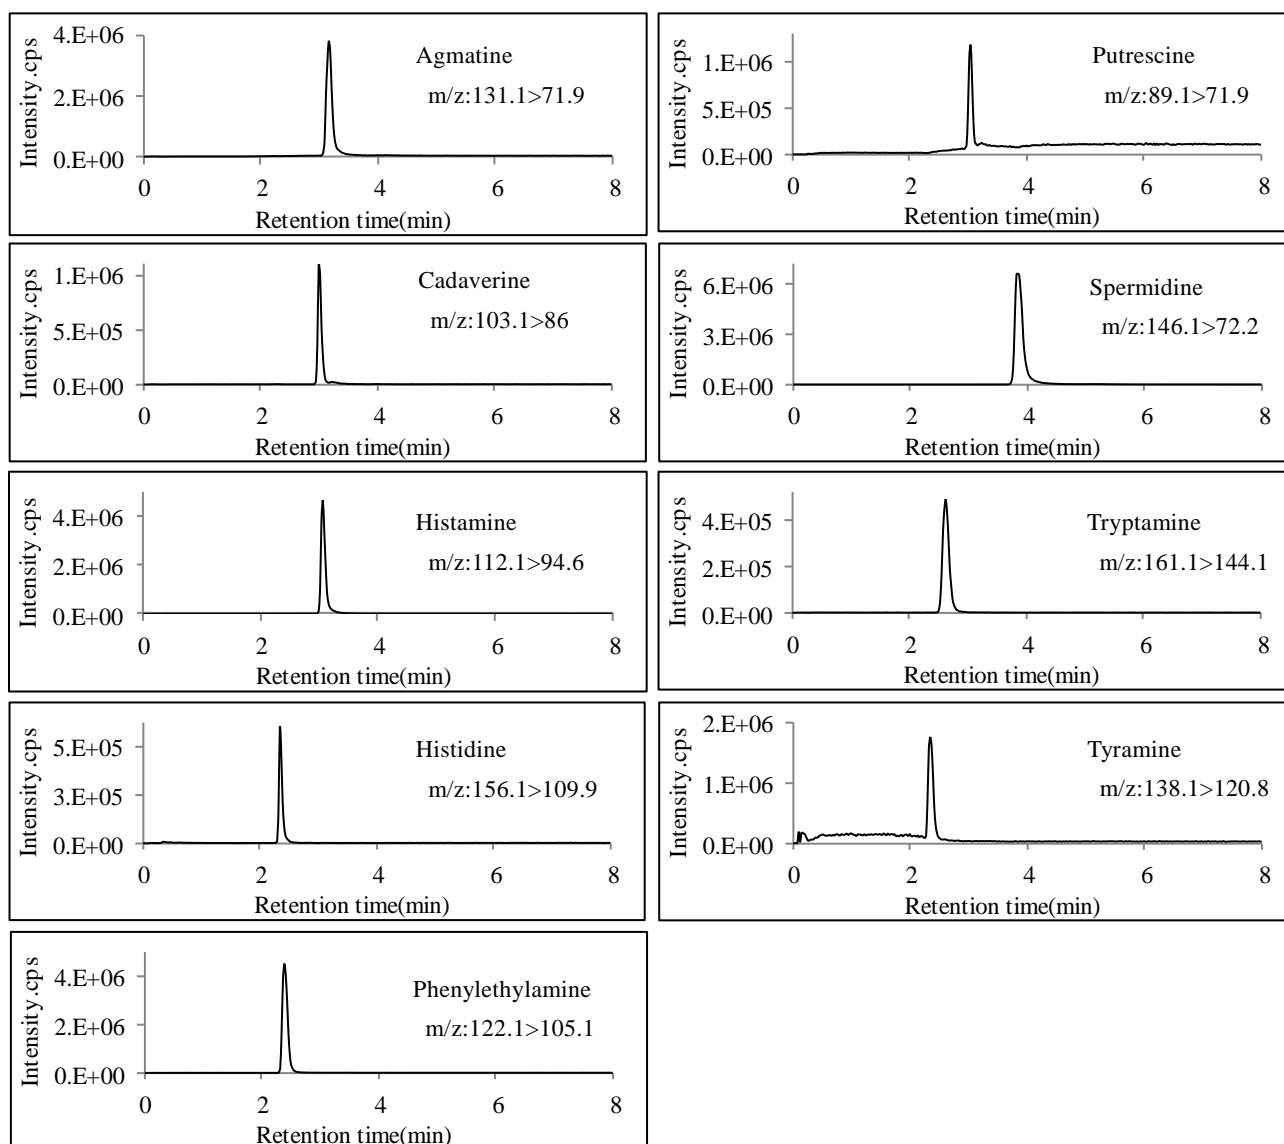 Intensity.cps
4.E+06
2.E+06
0.E+00
Agmatine
m/z:131.1>71.9
0 2 4 6 8
Retention time(min)
Intensity.cps
1.E+06
5.E+05
0.E+00
Putrescine
m/z:89.1>71.9
0 2 4 6 8
Retention time(min)
Intensity.cps
1.E+06
5.E+05
0.E+00
Cadaverine
m/z:103.1>86
0 2 4 6 8
Retention time(min)
Intensity.cps
6.E+06
3.E+06
0.E+00
Spermidine
m/z:146.1>72.2
0 2 4 6 8
Retention time(min)
Intensity.cps
4.E+06
2.E+06
0.E+00
Histamine
m/z:112.1>94.6
0 2 4 6 8
Retention time(min)
Intensity.cps
4.E+05
2.E+05
0.E+00
Tryptamine
m/z:161.1>144.1
0 2 4 6 8
Retention time(min)
Intensity.cps
5.E+05
3.E+05
0.E+00
Histidine
m/z:156.1>109.9
0 2 4 6 8
Retention time(min)
Intensity.cps
2.E+06
1.E+06
0.E+00
Tyramine
m/z:138.1>120.8
0 2 4 6 8
Retention time(min)
Intensity.cps
4.E+06
2.E+06
0.E+00
Phenylethylamine
m/z:122.1>105.1
0 2 4 6 8
Retention time(min)